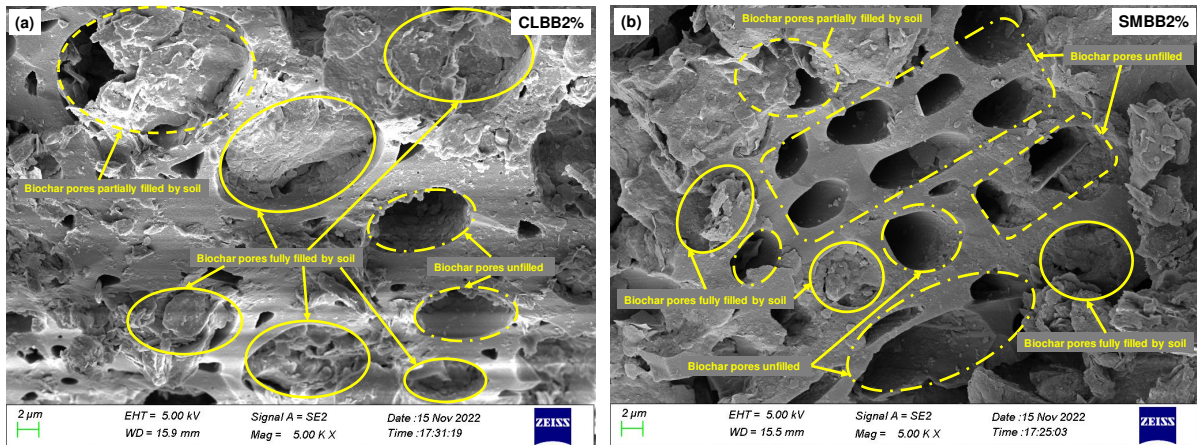 (a)
CLBB2%
Biochar pores partially filled by soil
Biochar pores fully filled by soil
Biochar pores unfilled
2 µm
EHT = 5.00 kV
Signal A = SE2
Date :15 Nov 2022
WD = 15.9 mm
Mag = 5.00 K X
Time :17:31:19
ZEISS
(b)
SMBB2%
Biochar pores partially filled by soil
Biochar pores unfilled
Biochar pores fully filled by soil
Biochar pores fully filled by soil
Biochar pores unfilled
2 µm
EHT = 5.00 kV
Signal A = SE2
Date :15 Nov 2022
WD = 15.5 mm
Mag = 5.00 K X
Time :17:25:03
ZEISS